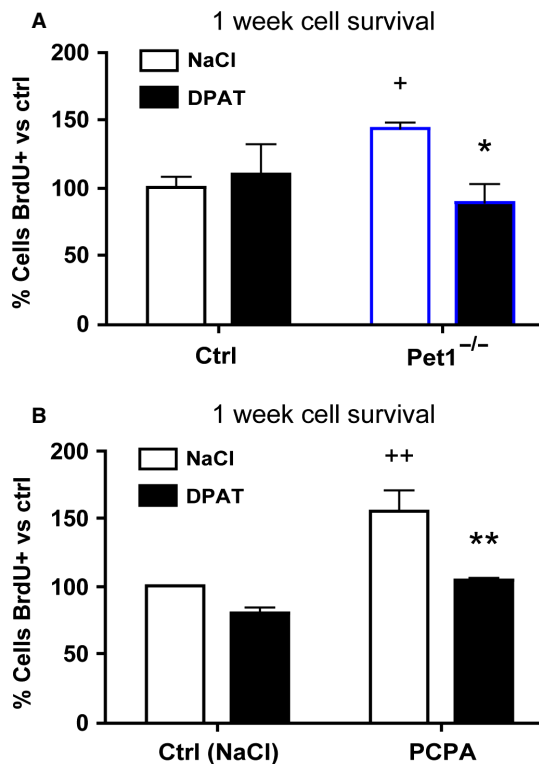 A
1 week cell survival
% Cells BrdU+ vs ctrl
200
150
100
50
0
NaCl
DPAT
+
*
Ctrl
Pet1–/–
B
1 week cell survival
% Cells BrdU+ vs ctrl
200
150
100
50
0
NaCl
DPAT
++
**
Ctrl (NaCl)
PCPA